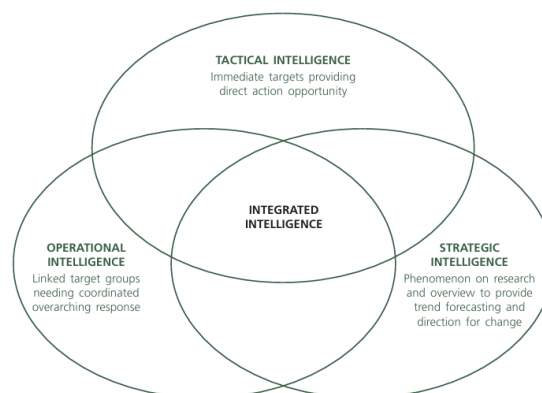 TACTICAL INTELLIGENCE
Immediate targets providing
direct action opportunity
INTEGRATED
INTELLIGENCE
OPERATIONAL
INTELLIGENCE
Linked target groups
needing coordinated
overarching response
STRATEGIC
INTELLIGENCE
Phenomenon on research
and overview to provide
trend forecasting and
direction for change